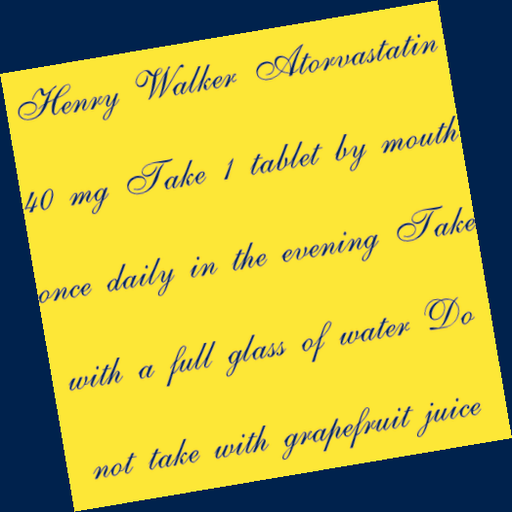 Henry Walker Atorvastatin
40 mg Take 1 tablet by mouth
once daily in the evening Take
with a full glass of water Do
not take with grapefruit juice